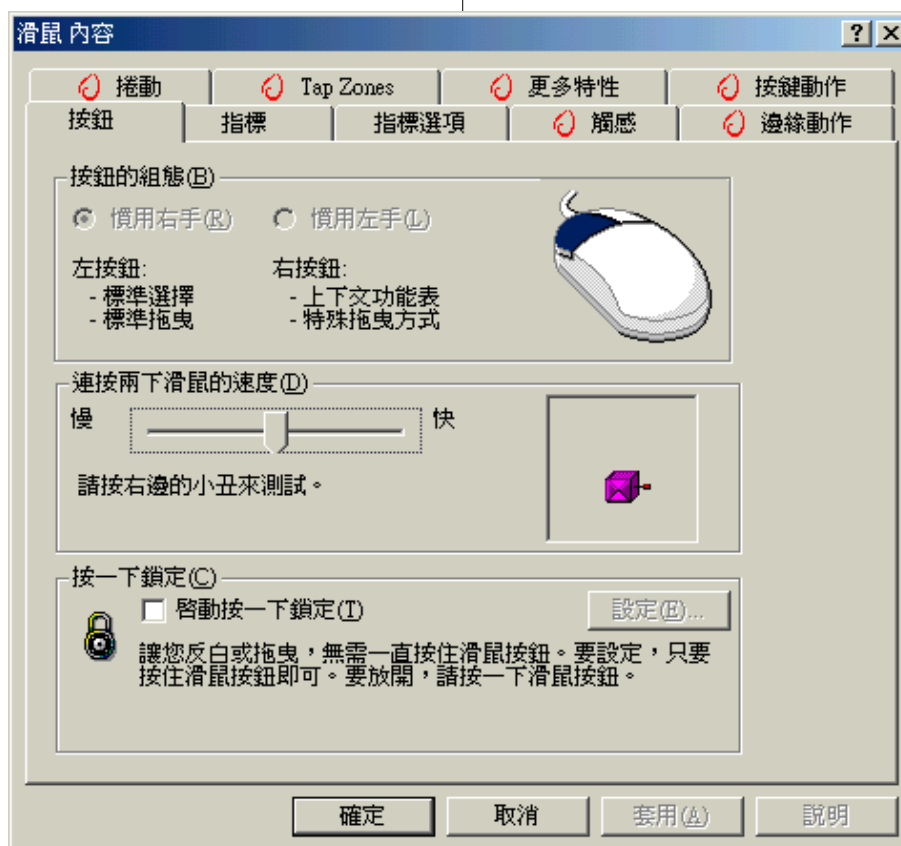 滑鼠 內容
捲動 Tap Zones 更多特性 按鍵動作
按鈕 指標 指標選項 觸感 邊緣動作
按鈕的組態(B)
慣用右手(R) 慣用左手(L)
左按鈕: 右按鈕:
- 標準選擇 - 上下文功能表
- 標準拖曳 - 特殊拖曳方式
連按兩下滑鼠的速度(D)
慢 快
請按右邊的小丑來測試。
按一下鎖定(C)
啓動按一下鎖定(T) 設定(E)...
讓您反白或拖曳，無需一直按住滑鼠按鈕。要設定，只要
按住滑鼠按鈕即可。要放開，請按一下滑鼠按鈕。
確定 取消 套用(A) 說明